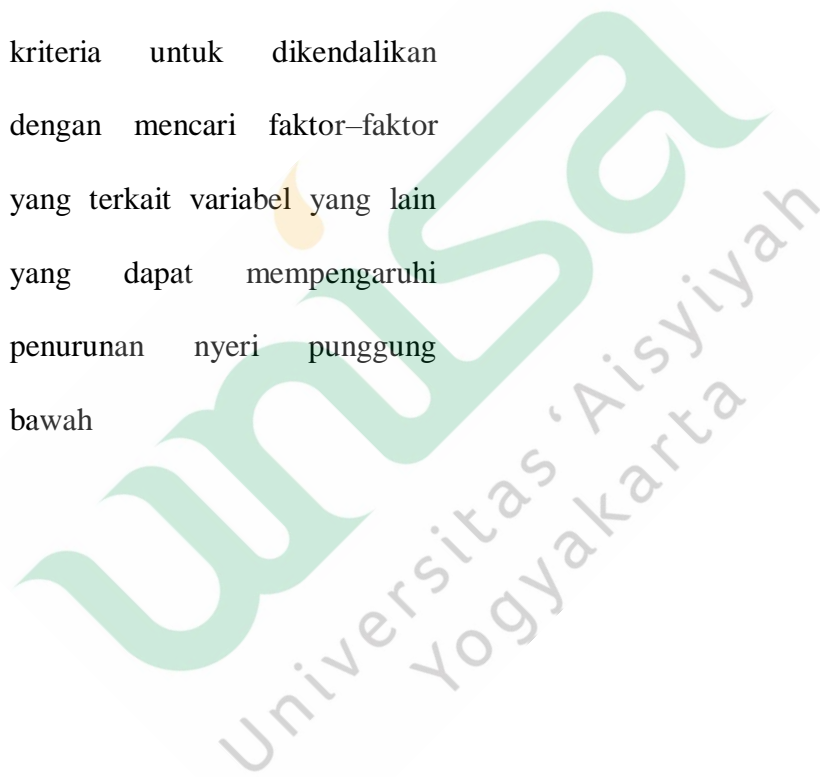 kriteria untuk dikendalikan
dengan mencari faktor–faktor
yang terkait variabel yang lain
yang dapat mempengaruhi
penurunan nyeri punggung
bawah
unisa
Universitas ‘Aisyiyah
Yogyakarta